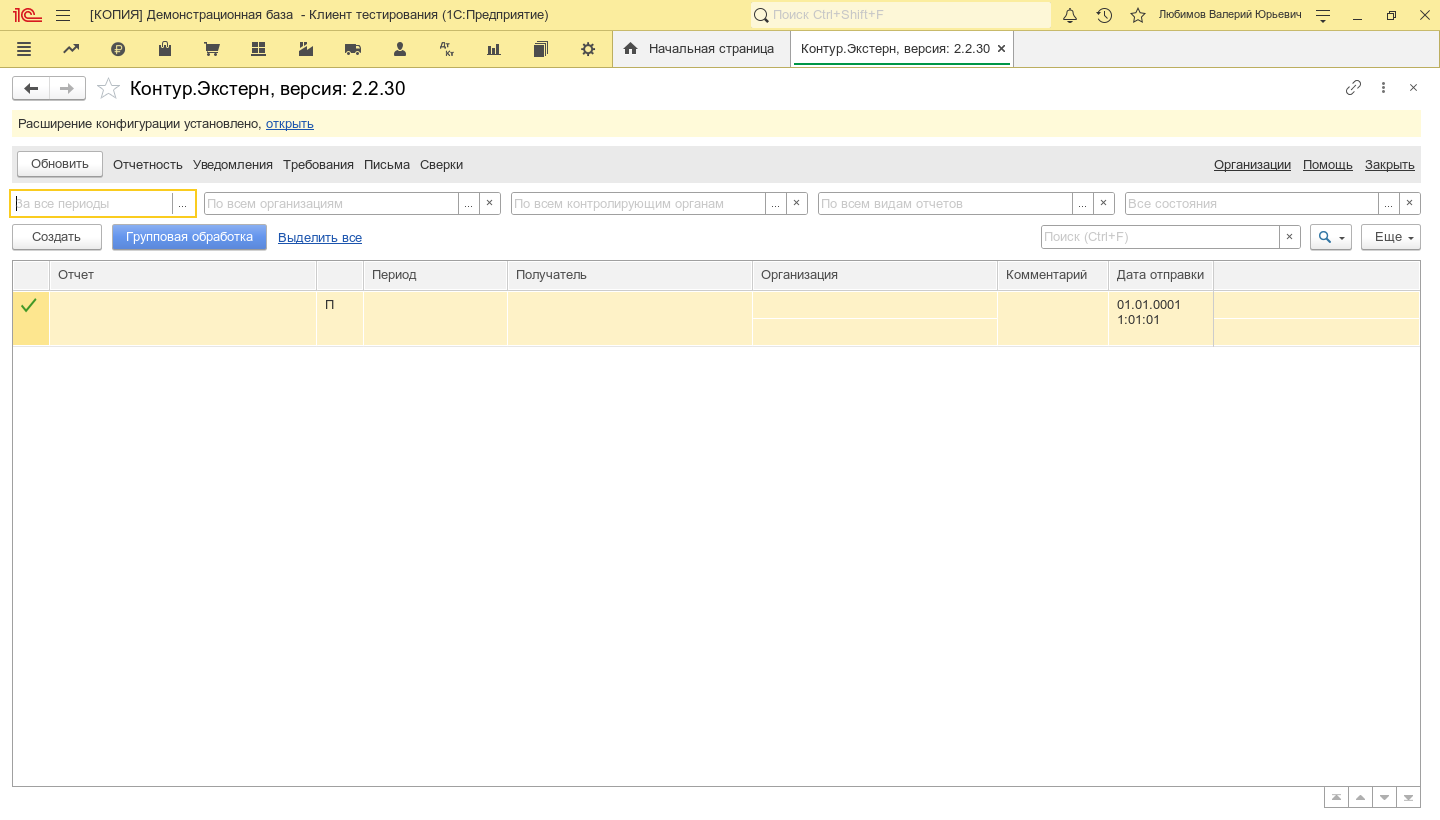 [КОПИЯ] Демонстрационная база - Клиент тестирования (1С:Предприятие)
Поиск Ctrl+Shift+F
Любимов Валерий Юрьевич
Дт Кт
Начальная страница
Контур.Экстерн, версия: 2.2.30
Контур.Экстерн, версия: 2.2.30
Расширение конфигурации установлено, открыть
Обновить Отчетность Уведомления Требования Письма Сверки Организации Помощь Закрыть
За все периоды ... По всем организациям ... По всем контролирующим органам ... По всем видам отчетов ... Все состояния ...
Создать Групповая обработка Выделить все Поиск (Ctrl+F) Еще
Отчет Период Получатель Организация Комментарий Дата отправки
П 01.01.0001
1:01:01